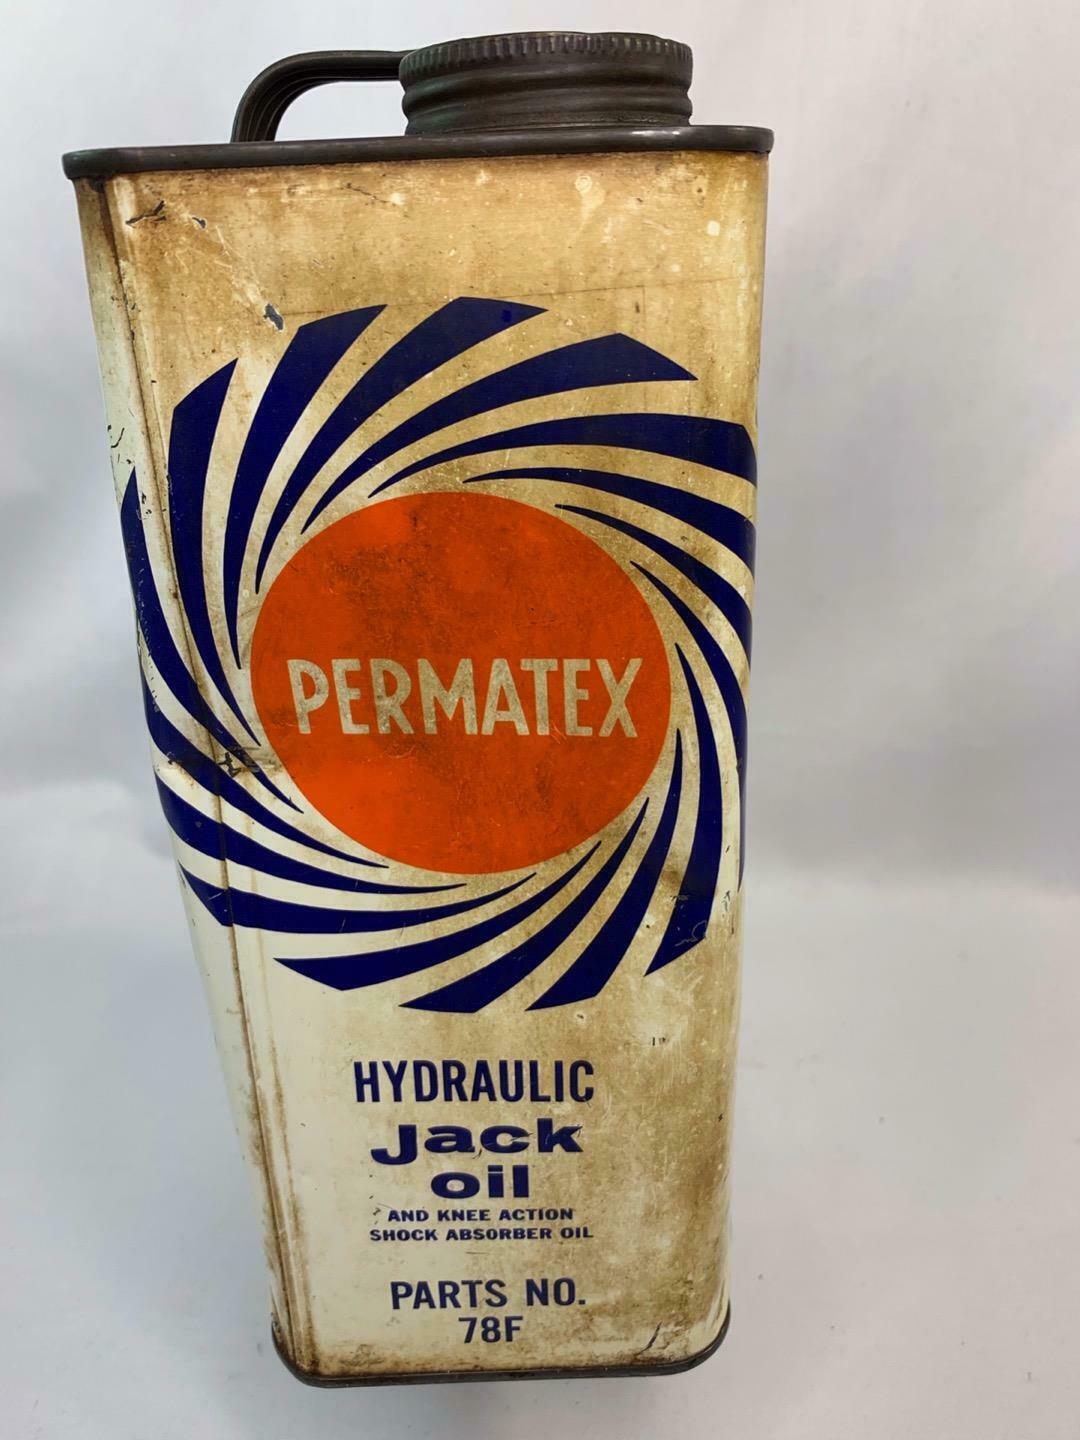 PERMATEX
HYDRAULIC
Jack
oil
AND KNEE ACTION
SHOCK ABSORBER OIL
PARTS NO.
78F